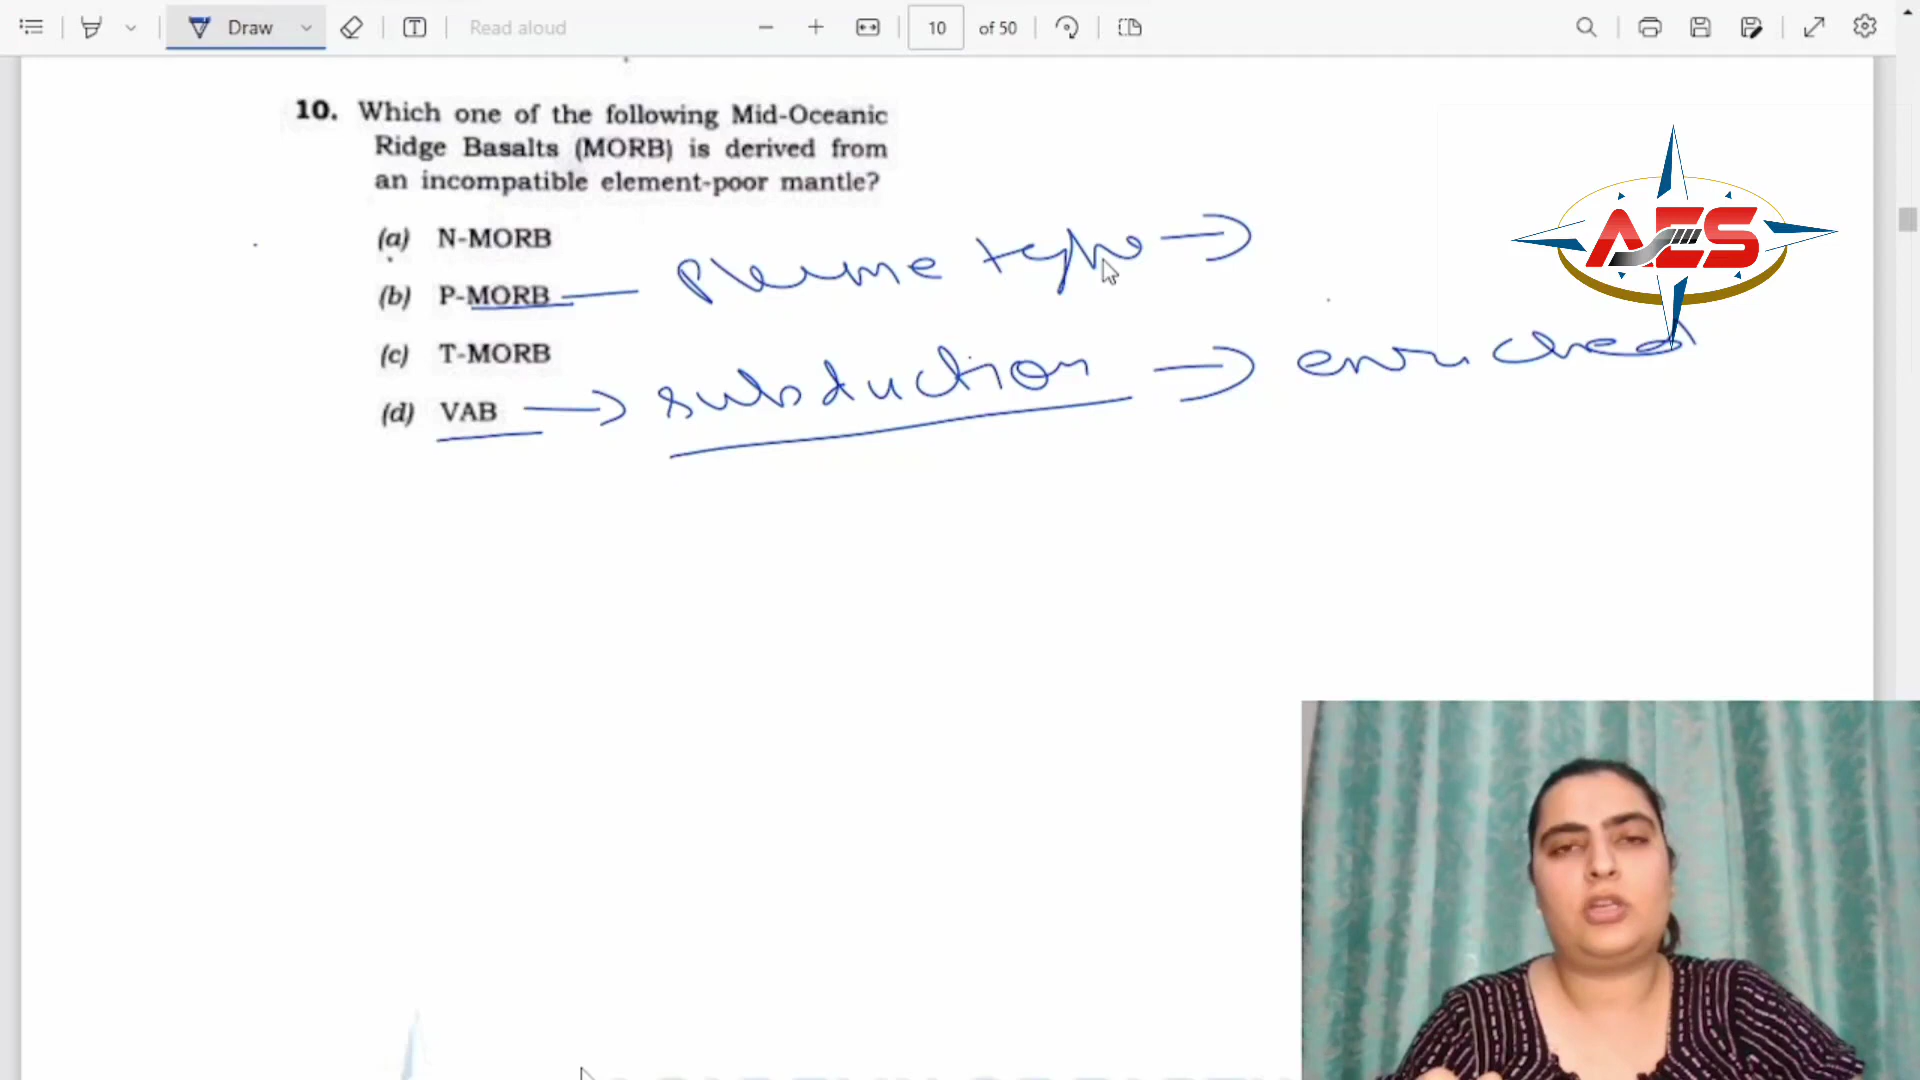 Draw
Read aloud
10
of 50
10. Which one of the following Mid-Oceanic
Ridge Basalts (MORB) is derived from
an incompatible element-poor mantle?
(a) N-MORB
(b) P-MORB — Plume type →
(c) T-MORB
(d) VAB → subduction → enriched
AES